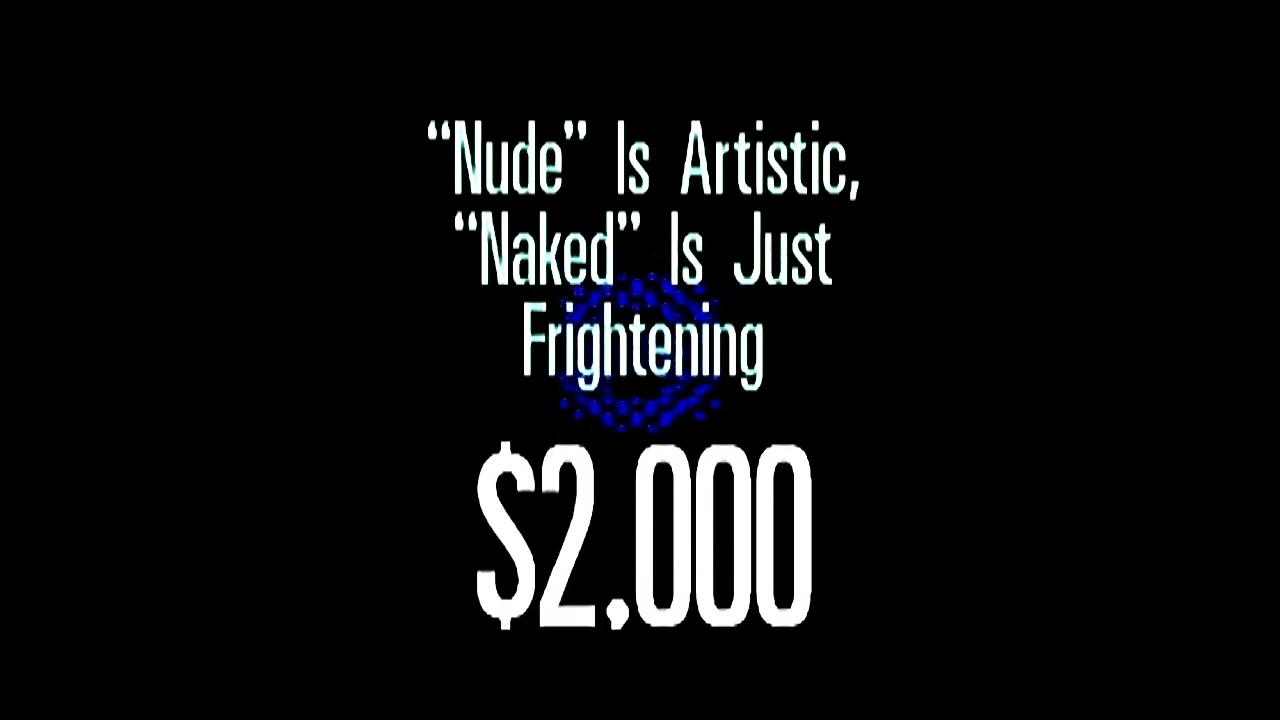 “Nude” Is Artistic,
“Naked” Is Just
Frightening
$2,000